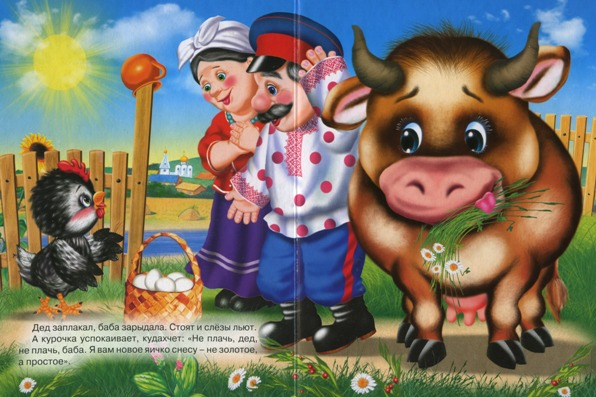 Дед заплакал, баба зарыдала. Стоят и слёзы льют.
А курочка успокаивает, кудахчет: «Не плачь, дед,
не плачь, баба. Я вам новое яичко снесу – не золотое,
а простое».